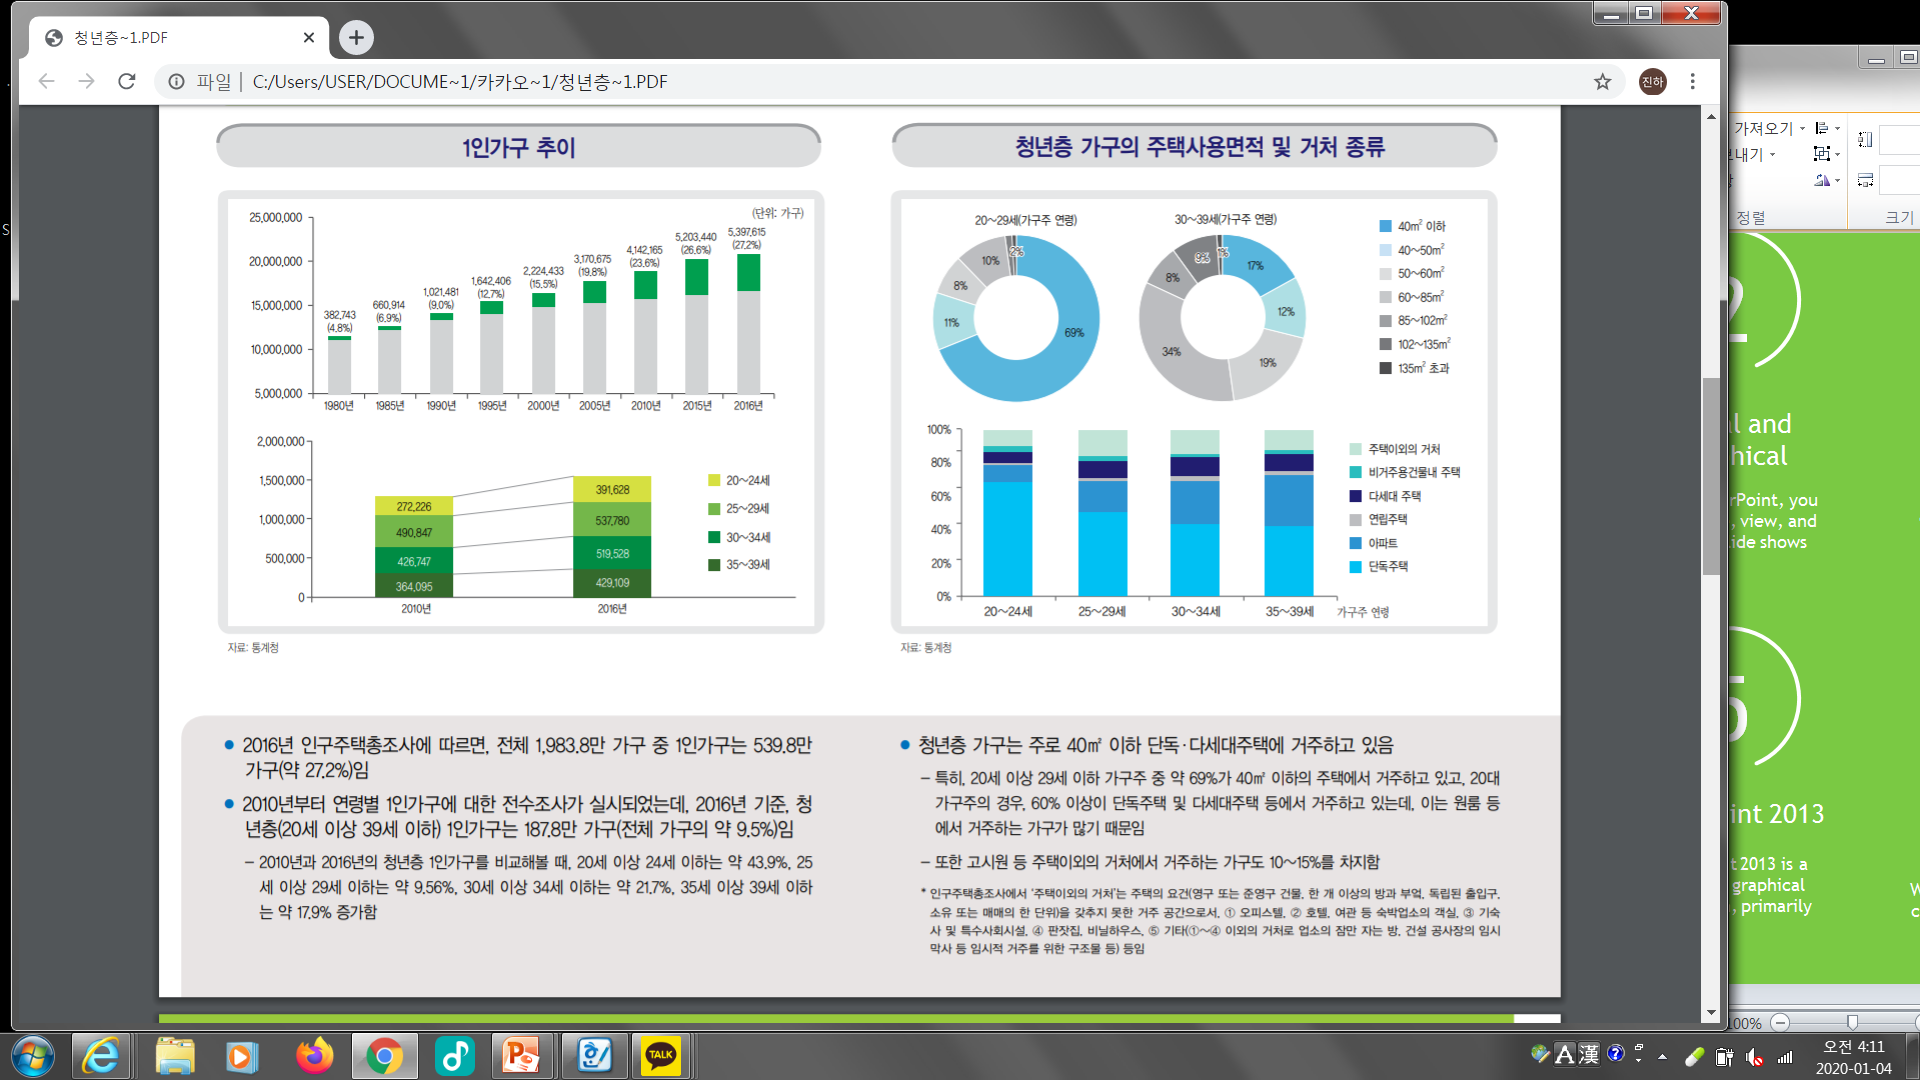 청년층~1.PDF
파일 | C:/Users/USER/DOCUME~1/카카오~1/청년층~1.PDF
진하
1인가구 추이
(단위: 가구)
25,000,000
20,000,000
15,000,000
10,000,000
5,000,000
382,743
(4.8%)
660,914
(6.9%)
1,021,481
(9.0%)
1,642,406
(12.7%)
2,224,433
(15.5%)
3,170,675
(19.8%)
4,142,165
(23.6%)
5,203,440
(26.6%)
5,397,615
(27.2%)
1980년 1985년 1990년 1995년 2000년 2005년 2010년 2015년 2016년
2,000,000
1,500,000
1,000,000
500,000
0
272,226
490,847
426,747
364,095
391,628
537,780
519,528
429,109
2010년 2016년
20~24세
25~29세
30~34세
35~39세
자료: 통계청
청년층 가구의 주택사용면적 및 거처 종류
20~29세(가구주 연령)
2%
10%
8%
11%
69%
30~39세(가구주 연령)
1%
9%
8%
17%
12%
34%
19%
40m² 이하
40~50m²
50~60m²
60~85m²
85~102m²
102~135m²
135m² 초과
100%
80%
60%
40%
20%
0%
20~24세 25~29세 30~34세 35~39세 가구주 연령
주택이외의 거처
비거주용건물내 주택
다세대 주택
연립주택
아파트
단독주택
자료: 통계청
● 2016년 인구주택총조사에 따르면, 전체 1,983.8만 가구 중 1인가구는 539.8만
가구(약 27.2%)임
● 2010년부터 연령별 1인가구에 대한 전수조사가 실시되었는데, 2016년 기준, 청
년층(20세 이상 39세 이하) 1인가구는 187.8만 가구(전체 가구의 약 9.5%)임
– 2010년과 2016년의 청년층 1인가구를 비교해볼 때, 20세 이상 24세 이하는 약 43.9%, 25
세 이상 29세 이하는 약 9.56%, 30세 이상 34세 이하는 약 21.7%, 35세 이상 39세 이하
는 약 17.9% 증가함
● 청년층 가구는 주로 40㎡ 이하 단독·다세대주택에 거주하고 있음
– 특히, 20세 이상 29세 이하 가구주 중 약 69%가 40㎡ 이하의 주택에서 거주하고 있고, 20대
가구주의 경우, 60% 이상이 단독주택 및 다세대주택 등에서 거주하고 있는데, 이는 원룸 등
에서 거주하는 가구가 많기 때문임
– 또한 고시원 등 주택이외의 거처에서 거주하는 가구도 10~15%를 차지함
* 인구주택총조사에서 '주택이외의 거처'는 주택의 요건(영구 또는 준영구 건물, 한 개 이상의 방과 부엌, 독립된 출입구,
소유 또는 매매의 한 단위)을 갖추지 못한 거주 공간으로서, ① 오피스텔, ② 호텔, 여관 등 숙박업소의 객실, ③ 기숙
사 및 특수사회시설, ④ 판잣집, 비닐하우스, ⑤ 기타(①~④ 이외의 거처로 업소의 잠만 자는 방, 건설 공사장의 임시
막사 등 임시적 거주를 위한 구조물 등) 등임
가져오기
내기
정렬 크기
2
and
hical
Point, you
, view, and
ide shows
5
int 2013
2013 is a
graphical
, primarily
100%
TALK
A 漢
오전 4:11
2020-01-04